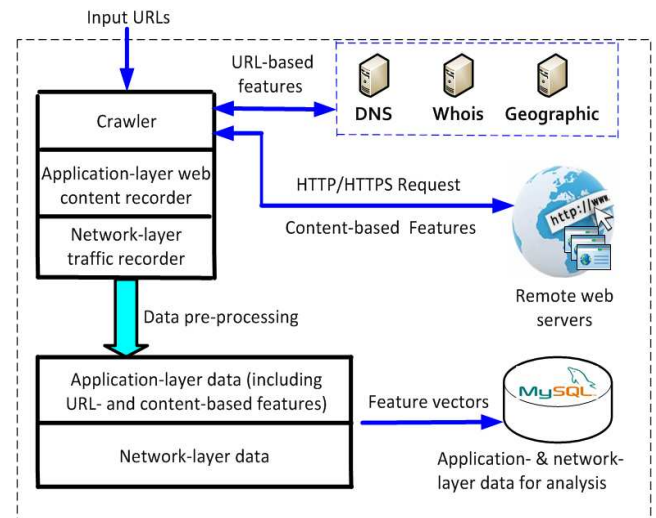 Input URLs
URL-based
features
DNS
Whois
Geographic
Crawler
Application-layer web
content recorder
Network-layer
traffic recorder
HTTP/HTTPS Request
Content-based Features
http://www
Remote web
servers
Data pre-processing
Application-layer data (including
URL- and content-based features)
Network-layer data
Feature vectors
MySQL
Application- & network-
layer data for analysis